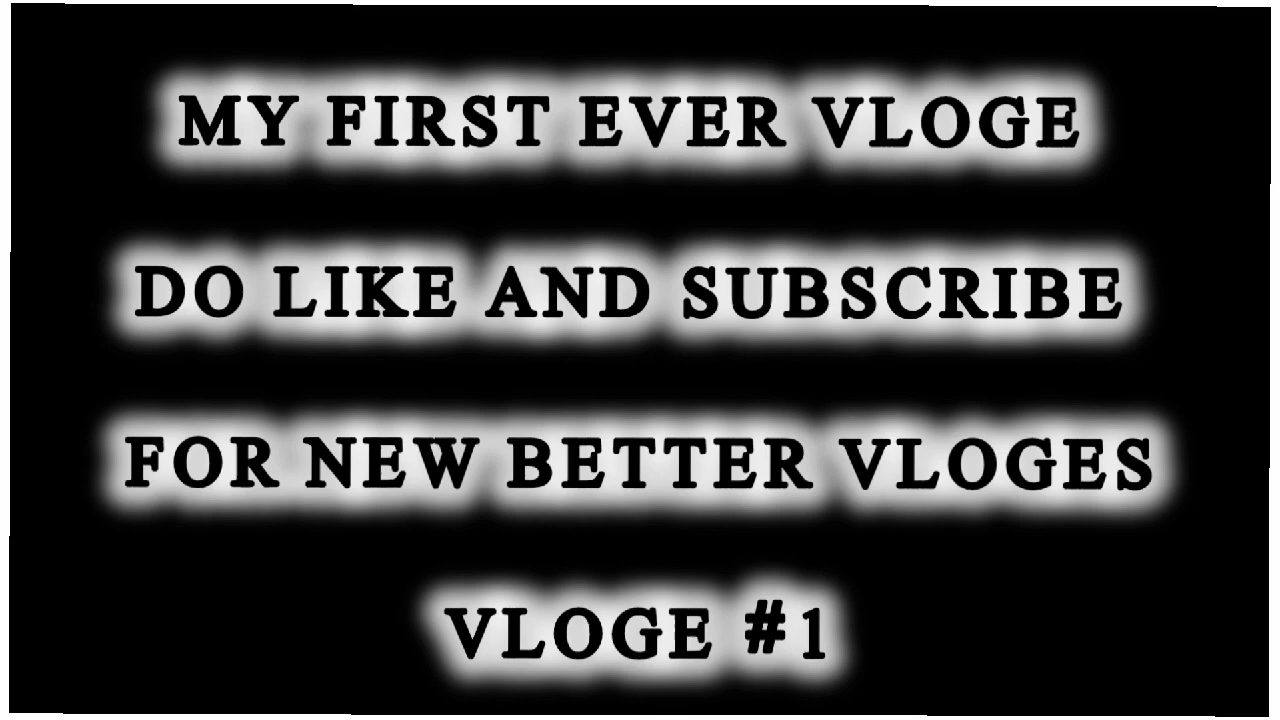 MY FIRST EVER VLOGE
DO LIKE AND SUBSCRIBE
FOR NEW BETTER VLOGES
VLOGE #1